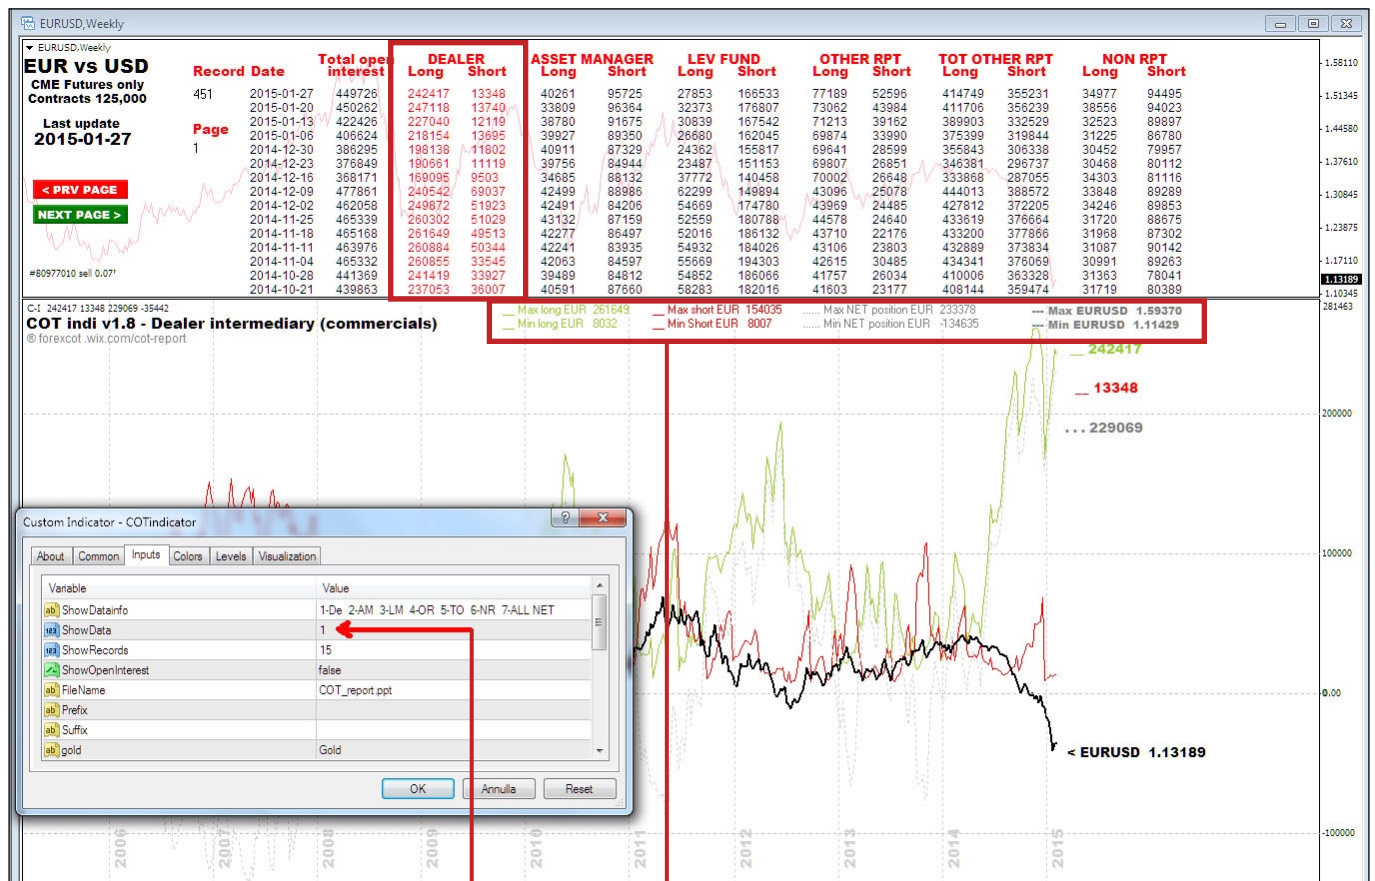 EURUSD,Weekly
EURUSD,Weekly
EUR vs USD
CME Futures only
Contracts 125,000
Last update
2015-01-27
< PRV PAGE
NEXT PAGE >
#80977010 sell 0.07
Record Date Total open interest DEALER Long Short ASSET MANAGER Long Short LEV FUND Long Short OTHER RPT Long Short TOT OTHER RPT Long Short NON RPT Long Short
451 2015-01-27 449726 242417 13348 40261 95725 27853 166533 77189 52596 414749 355231 34977 94495
2015-01-20 450262 247118 13740 33809 96364 32373 176807 73062 43984 411706 356239 38556 94023
2015-01-13 422426 227040 12119 38780 91675 30839 167542 71213 39162 389903 332529 32523 89897
Page 2015-01-06 406624 218154 13695 39927 89350 26680 162045 69874 33990 375399 319844 31225 86780
1 2014-12-30 386295 198138 11802 40911 87329 24362 155817 69641 28599 355843 306338 30452 79957
2014-12-23 376849 190661 11119 39756 84944 23487 151153 69807 26851 346381 296737 30468 80112
2014-12-16 368171 169095 9503 34685 88132 37772 140458 70002 26648 333868 287055 34303 81116
2014-12-09 477861 240542 69037 42499 88986 62299 149894 43096 25078 444013 388572 33848 89289
2014-12-02 462058 249872 51923 42491 84206 54669 174780 43969 24485 427812 372205 34246 89853
2014-11-25 465339 260302 51029 43132 87159 52559 180788 44578 24640 433619 376664 31720 88675
2014-11-18 465168 261649 49513 42277 86497 52016 186132 43710 22176 433200 377866 31968 87302
2014-11-11 463976 260884 50344 42241 83935 54932 184026 43106 23803 432889 373834 31087 90142
2014-11-04 465332 260855 33545 42063 84597 55669 194303 42615 30485 434341 376069 30991 89263
2014-10-28 441369 241419 33927 39489 84812 54852 186066 41757 26034 410006 363328 31363 78041
2014-10-21 439863 237053 36007 40591 87660 58283 182016 41603 23177 408144 359474 31719 80389
1.58110
1.51345
1.44580
1.37610
1.30845
1.23875
1.17110
1.13189
1.10345
C-I 242417 13348 229069 -35442
COT indi v1.8 - Dealer intermediary (commercials)
® forexcot .wix.com/cot-report
__ Max long EUR 261649 __ Max short EUR 154035 ...... Max NET position EUR 233378 --- Max EURUSD 1.59370
__ Min long EUR 8032 __ Min Short EUR 8007 ...... Min NET position EUR -134635 --- Min EURUSD 1.11429
281463
__ 242417
__ 13348
...229069
200000
100000
0.00
-100000
< EURUSD 1.13189
Custom Indicator - COTindicator
About Common Inputs Colors Levels Visualization
Variable Value
ab ShowDatainfo 1-De 2-AM 3-LM 4-OR 5-TO 6-NR 7-ALL NET
123 ShowData 1
123 ShowRecords 15
ShowOpenInterest false
ab FileName COT_report.ppt
ab Prefix
ab Suffix
ab gold Gold
OK Annulla Reset
2006 2007 2008 2009 2010 2011 2012 2013 2014 2015